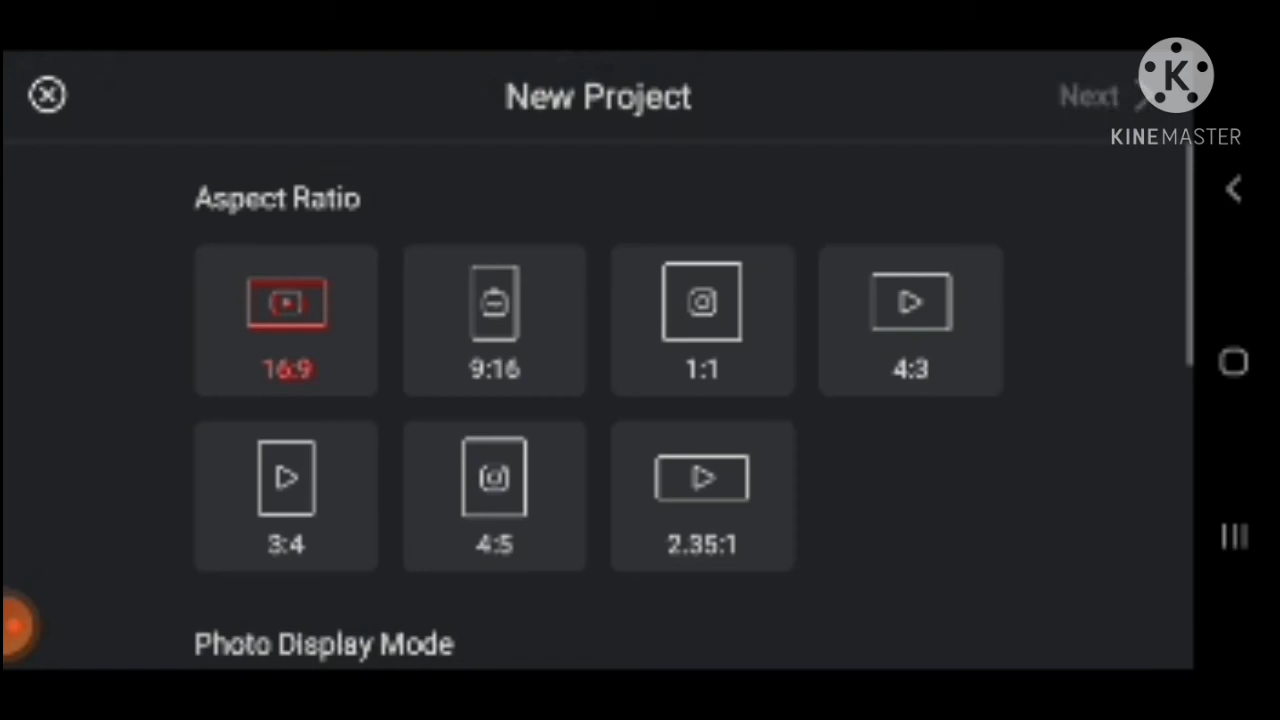 New Project
Next
KINEMASTER
Aspect Ratio
16:9
9:16
1:1
4:3
3:4
4:5
2.35:1
Photo Display Mode